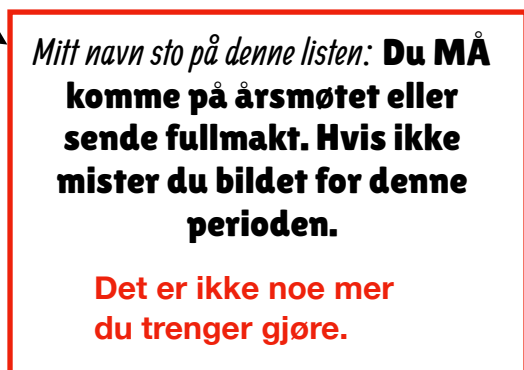 Mitt navn sto på denne listen: Du MÅ
komme på årsmøtet eller
sende fullmakt. Hvis ikke
mister du bildet for denne
perioden.
Det er ikke noe mer
du trenger gjøre.